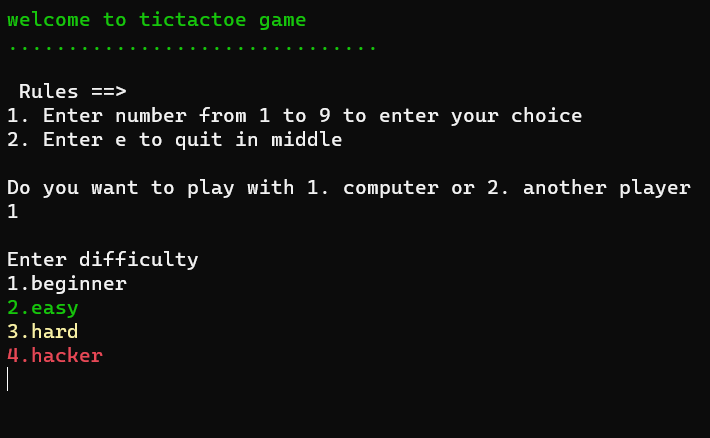 welcome to tictactoe game
...............................
Rules ==>
1. Enter number from 1 to 9 to enter your choice
2. Enter e to quit in middle
Do you want to play with 1. computer or 2. another player
1
Enter difficulty
1.beginner
2.easy
3.hard
4.hacker